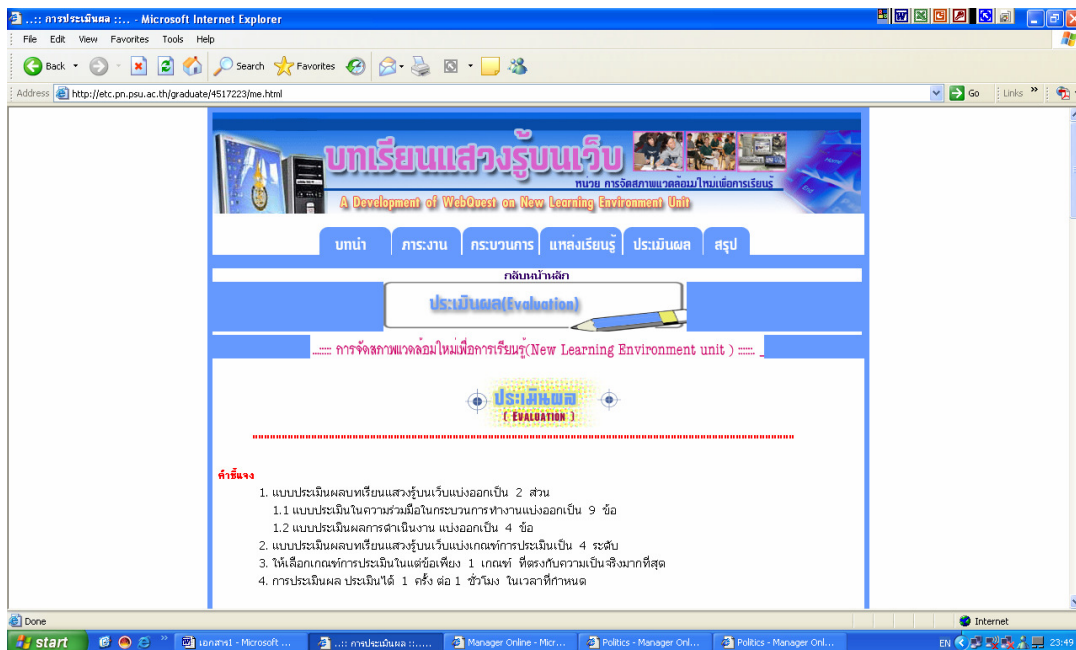 ..:: การประเมินผล ::.. - Microsoft Internet Explorer
File Edit View Favorites Tools Help
Back Search Favorites
Address http://etc.pn.psu.ac.th/graduate/4517223/me.html Go Links »
บทเรียนแสวงรู้บนเว็บ
หน่วย การจัดสภาพแวดล้อมใหม่เพื่อการเรียนรู้
A Development of WebQuest on New Learning Environment Unit
บทนำ ภาระงาน กระบวนการ แหล่งเรียนรู้ ประเมินผล สรุป
กลับหน้าหลัก
ประเมินผล(Evaluation)
..::::: การจัดสภาพแวดล้อมใหม่เพื่อการเรียนรู้(New Learning Environment unit ) :::::: _
ประเมินผล
( EVALUATION )
คำชี้แจง
1. แบบประเมินผลบทเรียนแสวงรู้บนเว็บแบ่งออกเป็น 2 ส่วน
1.1 แบบประเมินในความร่วมมือในกระบวนการทำงานแบ่งออกเป็น 9 ข้อ
1.2 แบบประเมินผลการดำเนินงาน แบ่งออกเป็น 4 ข้อ
2. แบบประเมินผลบทเรียนแสวงรู้บนเว็บแบ่งเกณฑ์การประเมินเป็น 4 ระดับ
3. ให้เลือกเกณฑ์การประเมินในแต่ข้อเพียง 1 เกณฑ์ ที่ตรงกับความเป็นจริงมากที่สุด
4. การประเมินผล ประเมินได้ 1 ครั้ง ต่อ 1 ชั่วโมง ในเวลาที่กำหนด
Done Internet
start » เอกสาร1 - Microsoft ... ..:: การประเมินผล ::..... Manager Online - Micr... Politics - Manager Onl... Politics - Manager Onl... EN 23:49